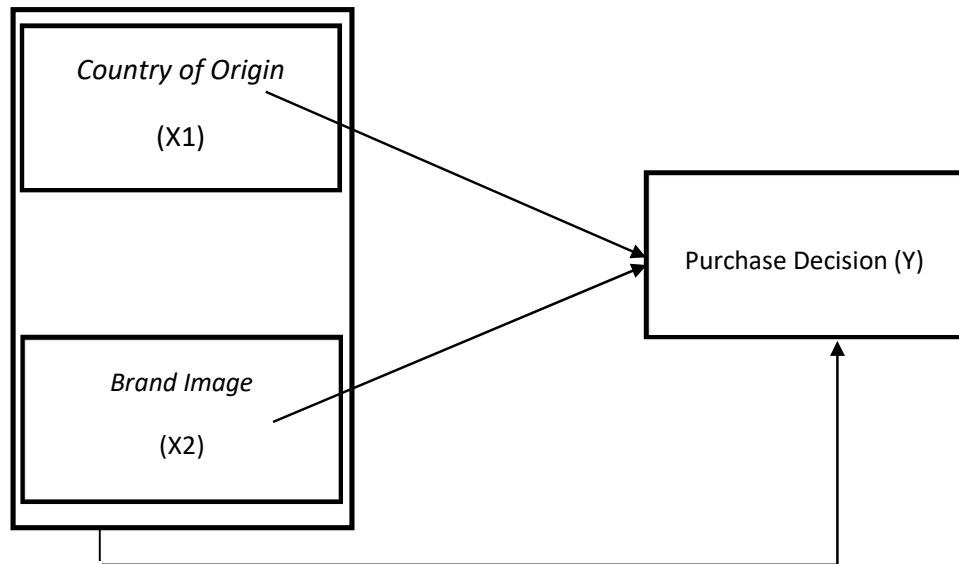 Country of Origin
(X1)
Purchase Decision (Y)
Brand Image
(X2)